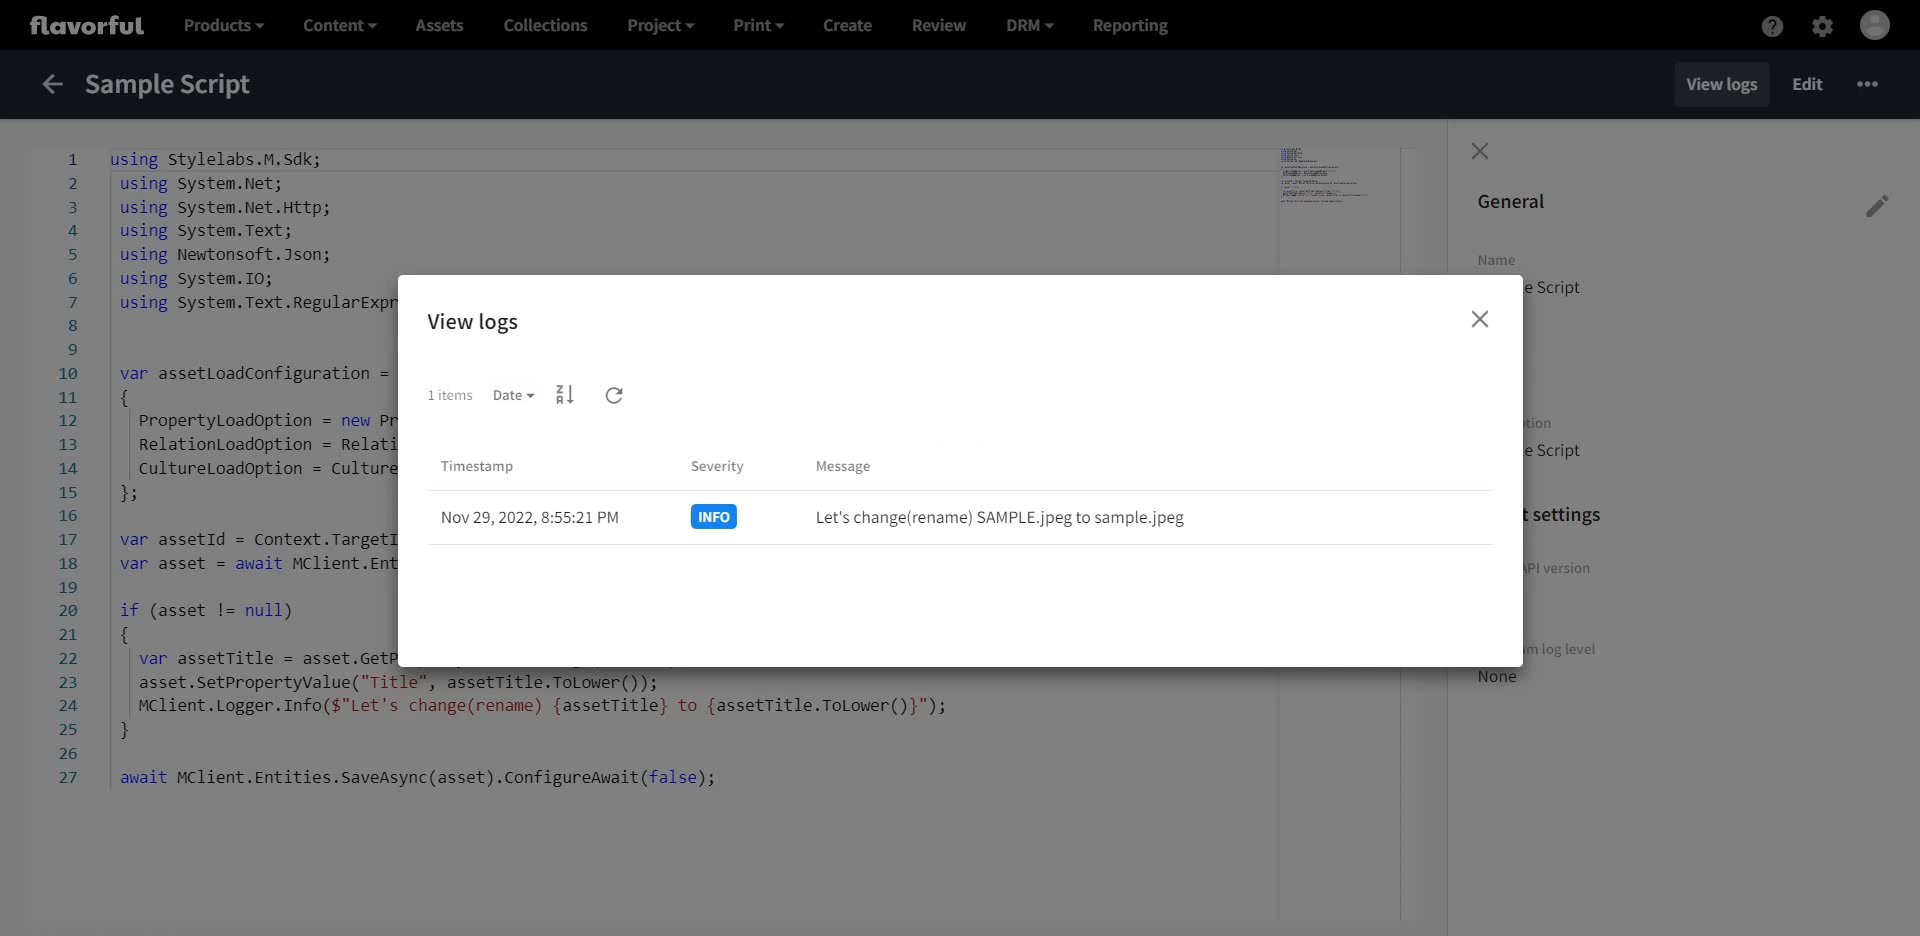 flavorful Products Content Assets Collections Project Print Create Review DRM Reporting
Sample Script View logs Edit
1 using Stylelabs.M.Sdk;
2 using System.Net;
3 using System.Net.Http;
4 using System.Text;
5 using Newtonsoft.Json;
6 using System.IO;
7 using System.Text.RegularExpr
8
9
10 var assetLoadConfiguration =
11 {
12 PropertyLoadOption = new Pr
13 RelationLoadOption = Relati
14 CultureLoadOption = Culture
15 };
16
17 var assetId = Context.TargetI
18 var asset = await MClient.Ent
19
20 if (asset != null)
21 {
22 var assetTitle = asset.GetP
23 asset.SetPropertyValue("Title", assetTitle.ToLower());
24 MClient.Logger.Info($"Let's change(rename) {assetTitle} to {assetTitle.ToLower()}");
25 }
26
27 await MClient.Entities.SaveAsync(asset).ConfigureAwait(false);
View logs
1 items Date
Timestamp Severity Message
Nov 29, 2022, 8:55:21 PM INFO Let's change(rename) SAMPLE.jpeg to sample.jpeg
General
Name
e Script
ption
e Script
t settings
API version
m log level
None